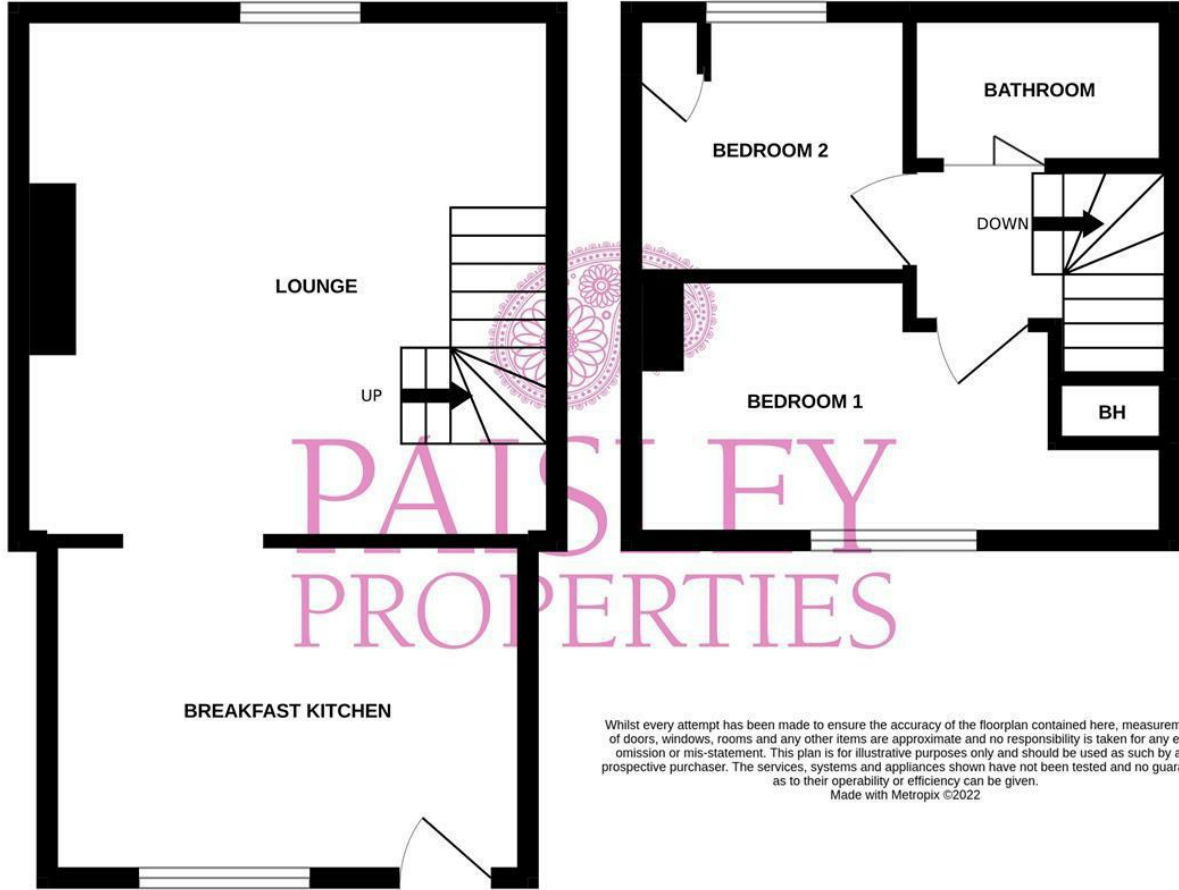 LOUNGE
UP
BREAKFAST KITCHEN
BATHROOM
BEDROOM 2
DOWN
BEDROOM 1
BH
PAISLEY
PROPERTIES
Whilst every attempt has been made to ensure the accuracy of the floorplan contained here, measurem
of doors, windows, rooms and any other items are approximate and no responsibility is taken for any e
omission or mis-statement. This plan is for illustrative purposes only and should be used as such by a
prospective purchaser. The services, systems and appliances shown have not been tested and no guara
as to their operability or efficiency can be given.
Made with Metropix ©2022